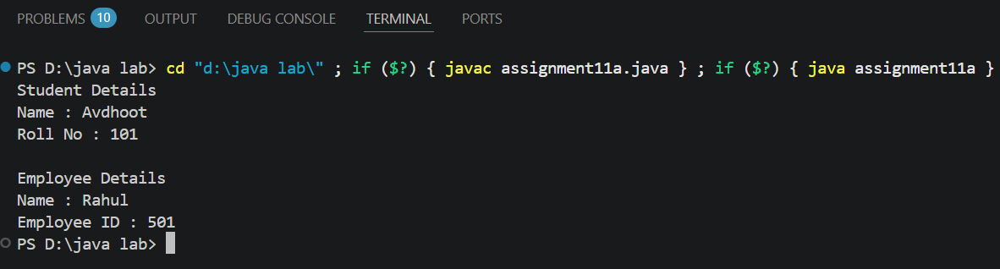 PROBLEMS 10 OUTPUT DEBUG CONSOLE TERMINAL PORTS
PS D:\java lab> cd "d:\java lab\" ; if ($?) { javac assignment11a.java } ; if ($?) { java assignment11a }
Student Details
Name : Avdhoot
Roll No : 101
Employee Details
Name : Rahul
Employee ID : 501
PS D:\java lab>